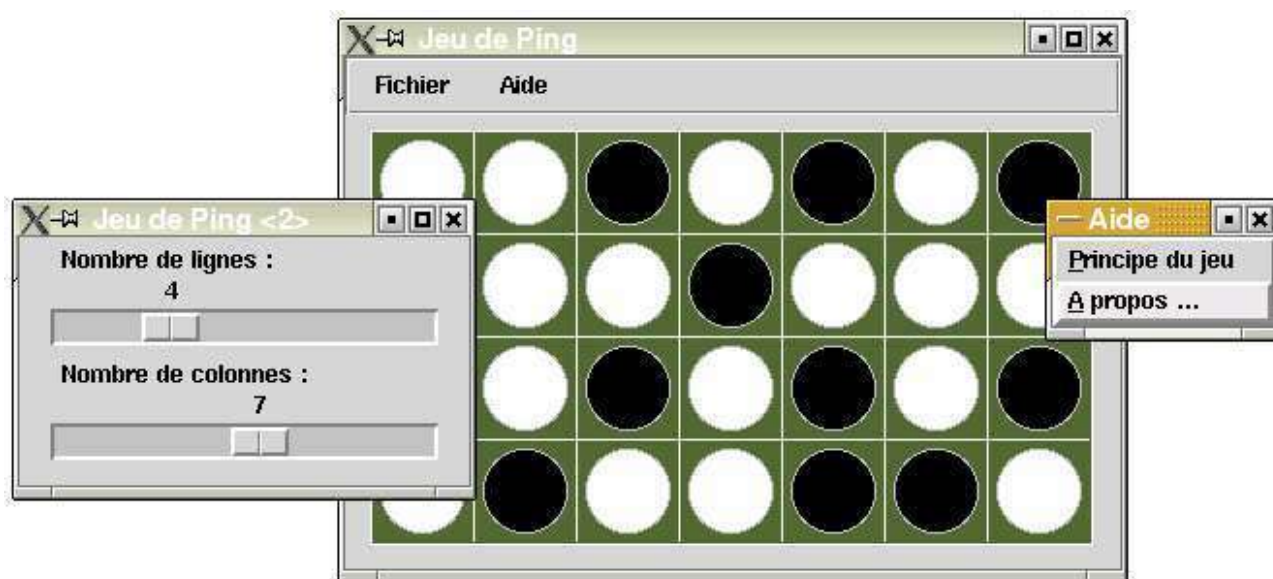 Jeu de Ping
Fichier Aide
Jeu de Ping <2>
Nombre de lignes :
4
Nombre de colonnes :
7
Aide
Principe du jeu
A propos ...